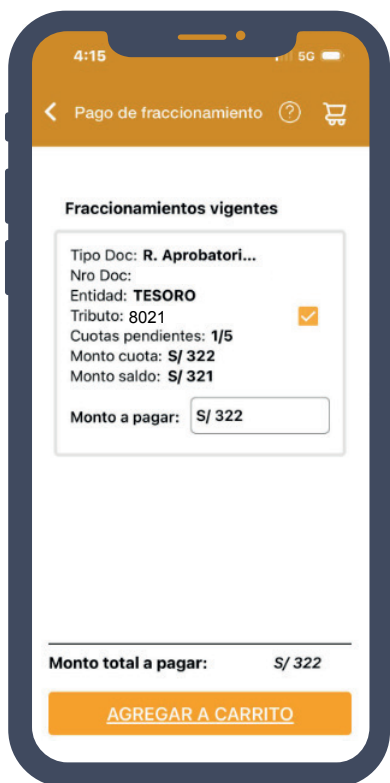 4:15 5G
Pago de fraccionamiento ?
Fraccionamientos vigentes
Tipo Doc: R. Aprobatori...
Nro Doc:
Entidad: TESORO
Tributo: 8021
Cuotas pendientes: 1/5
Monto cuota: S/ 322
Monto saldo: S/ 321
Monto a pagar: S/ 322
Monto total a pagar: S/ 322
AGREGAR A CARRITO